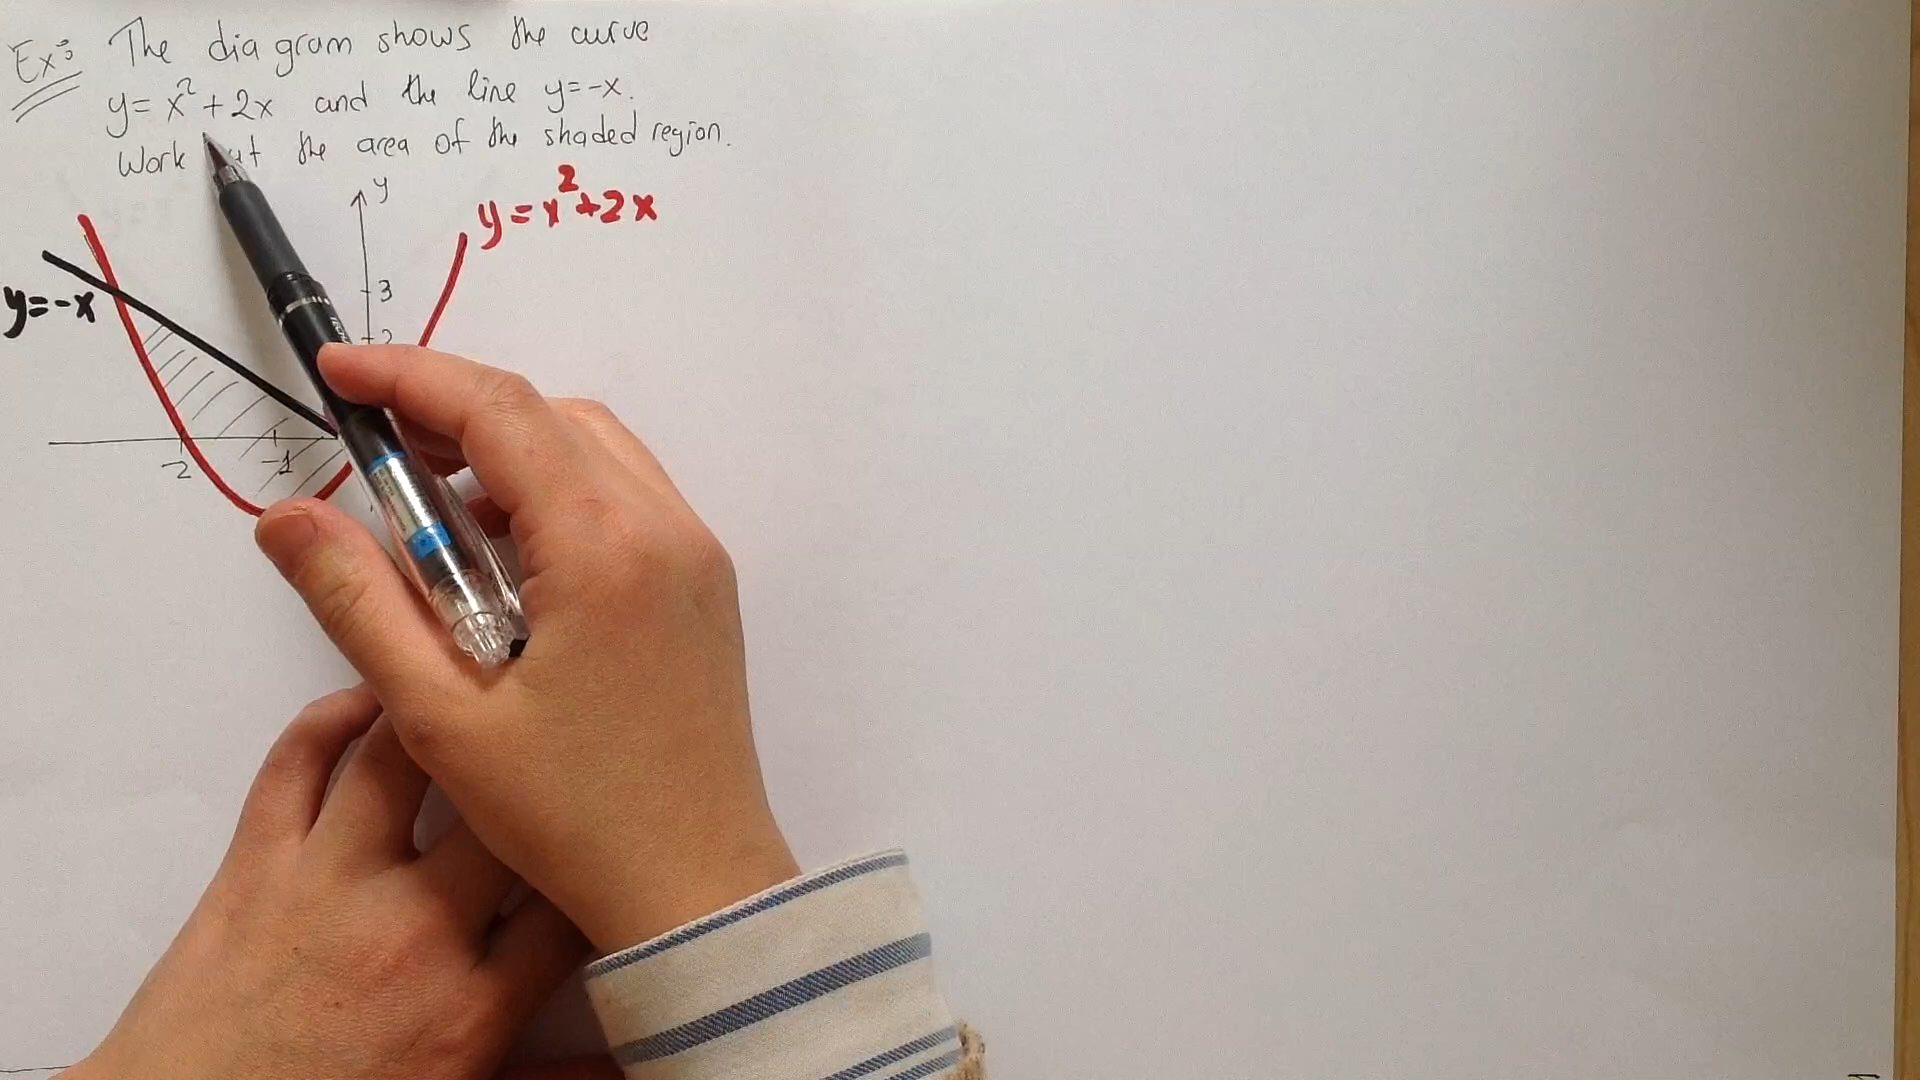 Ex: The diagram shows the curve
y = x² + 2x and the line y = -x.
Work the area of the shaded region.
y
y = x² + 2x
y = -x
3
2
-2
-1